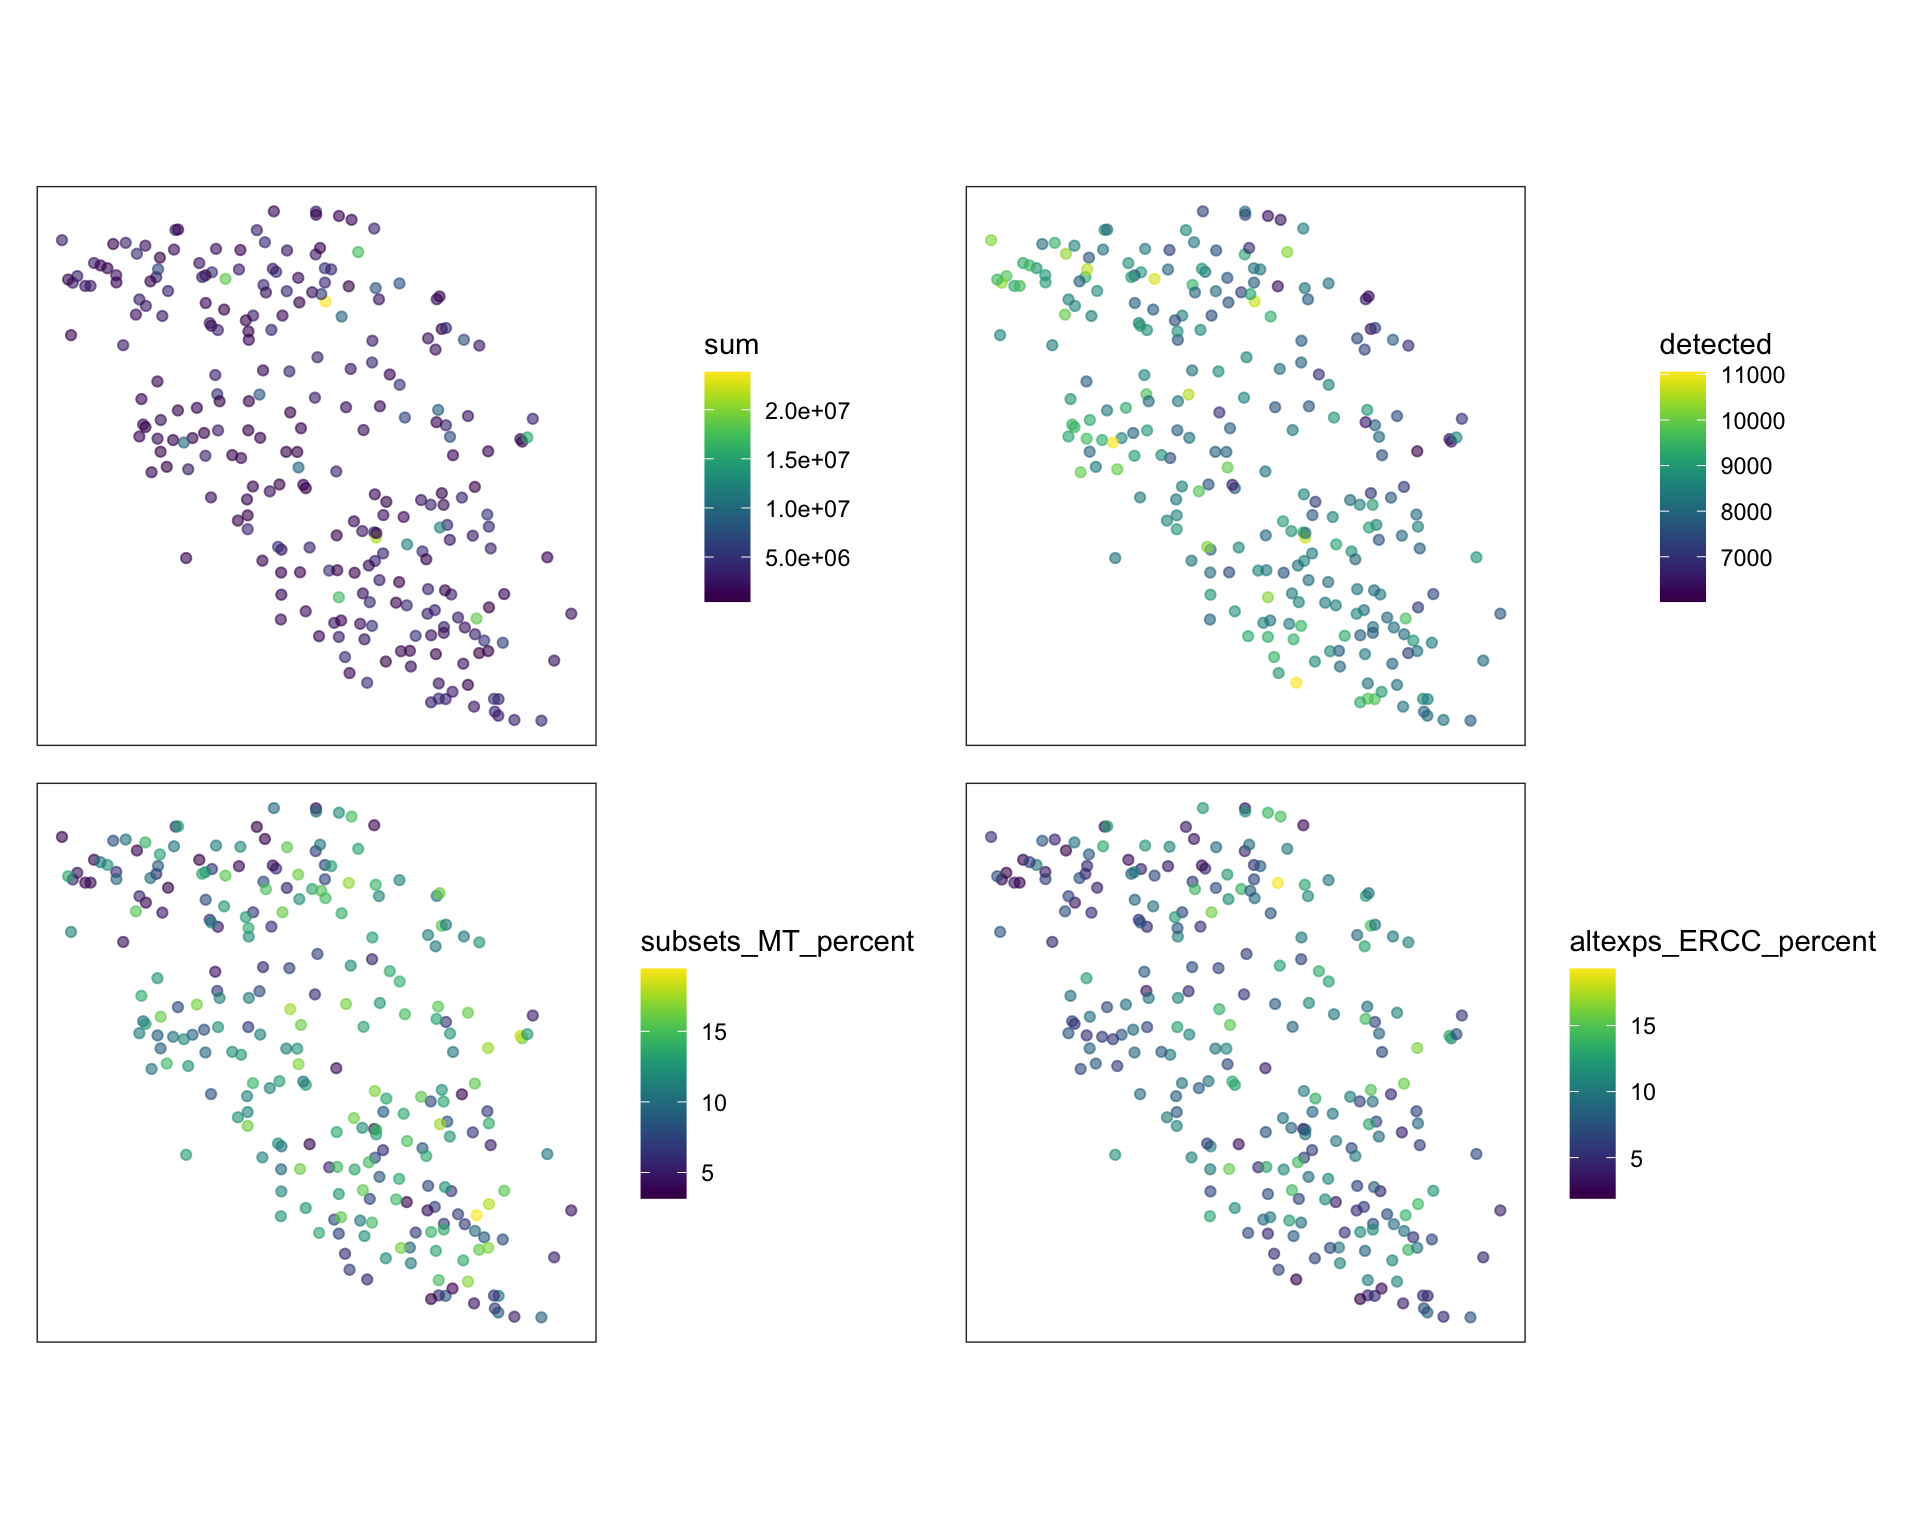 sum
2.0e+07
1.5e+07
1.0e+07
5.0e+06
detected
11000
10000
9000
8000
7000
subsets_MT_percent
15
10
5
altexps_ERCC_percent
15
10
5